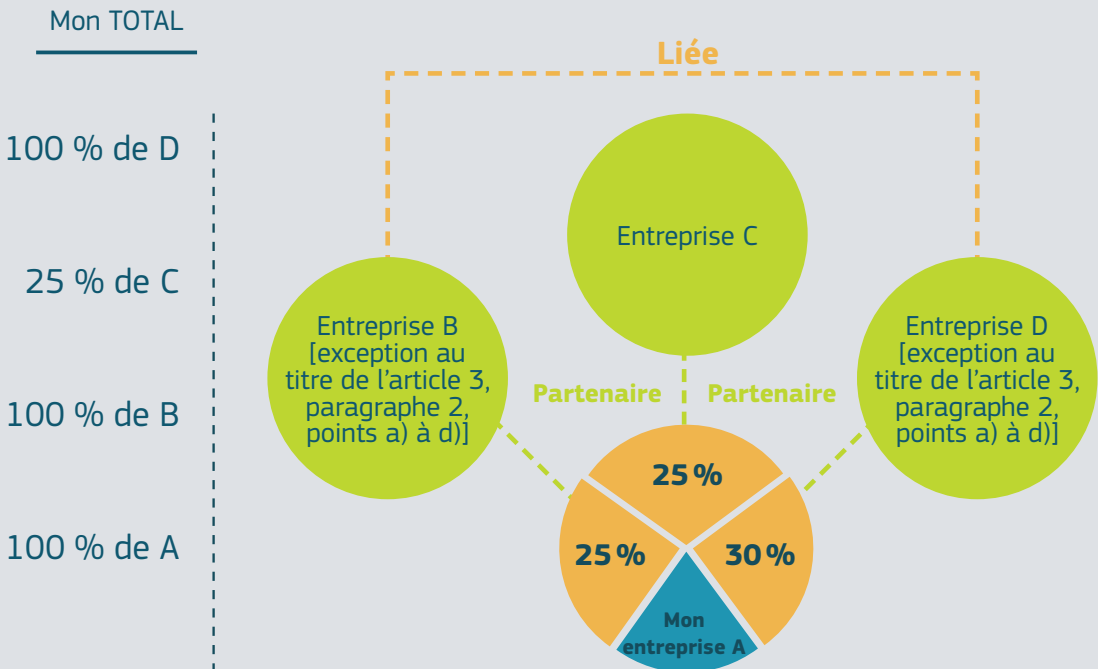 Mon TOTAL
100 % de D
25 % de C
100 % de B
100 % de A
Liée
Entreprise C
Entreprise B
[exception au
titre de l’article 3,
paragraphe 2,
points a) à d)]
Partenaire
Partenaire
Entreprise D
[exception au
titre de l’article 3,
paragraphe 2,
points a) à d)]
25 %
25 %
30 %
Mon
entreprise A